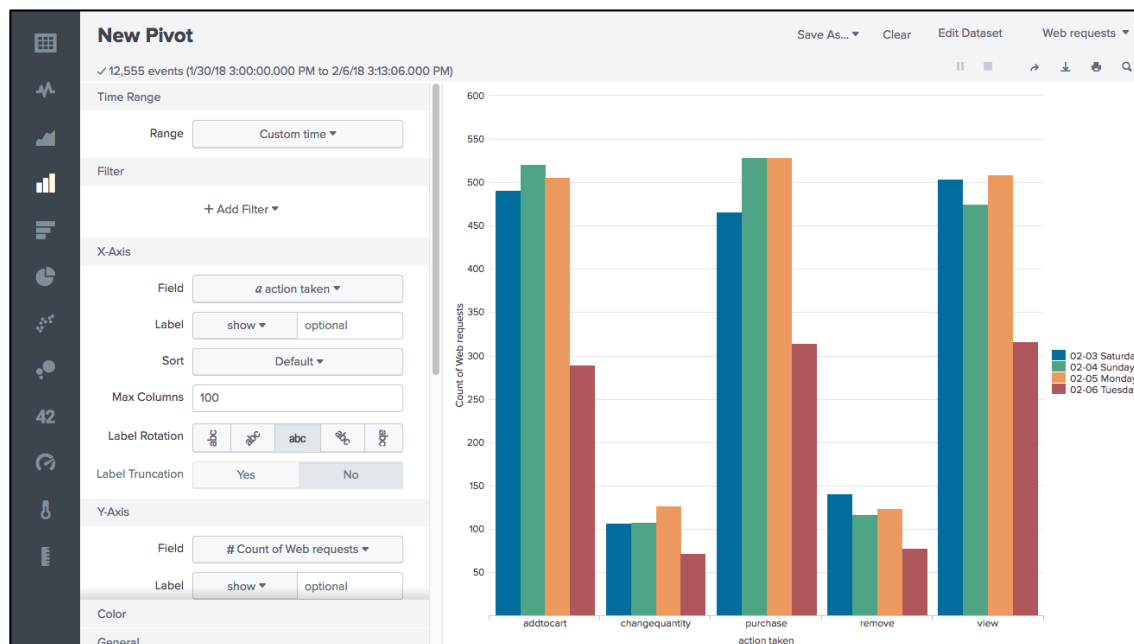 New Pivot
Save As... Clear Edit Dataset Web requests
12,555 events (1/30/18 3:00:00.000 PM to 2/6/18 3:13:06.000 PM)
Time Range
Range Custom time
Filter
+ Add Filter
X-Axis
Field a action taken
Label show optional
Sort Default
Max Columns 100
Label Rotation abc abc abc abc abc
Label Truncation Yes No
Y-Axis
Field # Count of Web requests
Label show optional
Color
General
42
600
550
500
450
400
350
300
250
200
150
100
50
Count of Web requests
addtocart changequantity purchase remove view
action taken
02-03 Saturda
02-04 Sunday
02-05 Monday
02-06 Tuesda